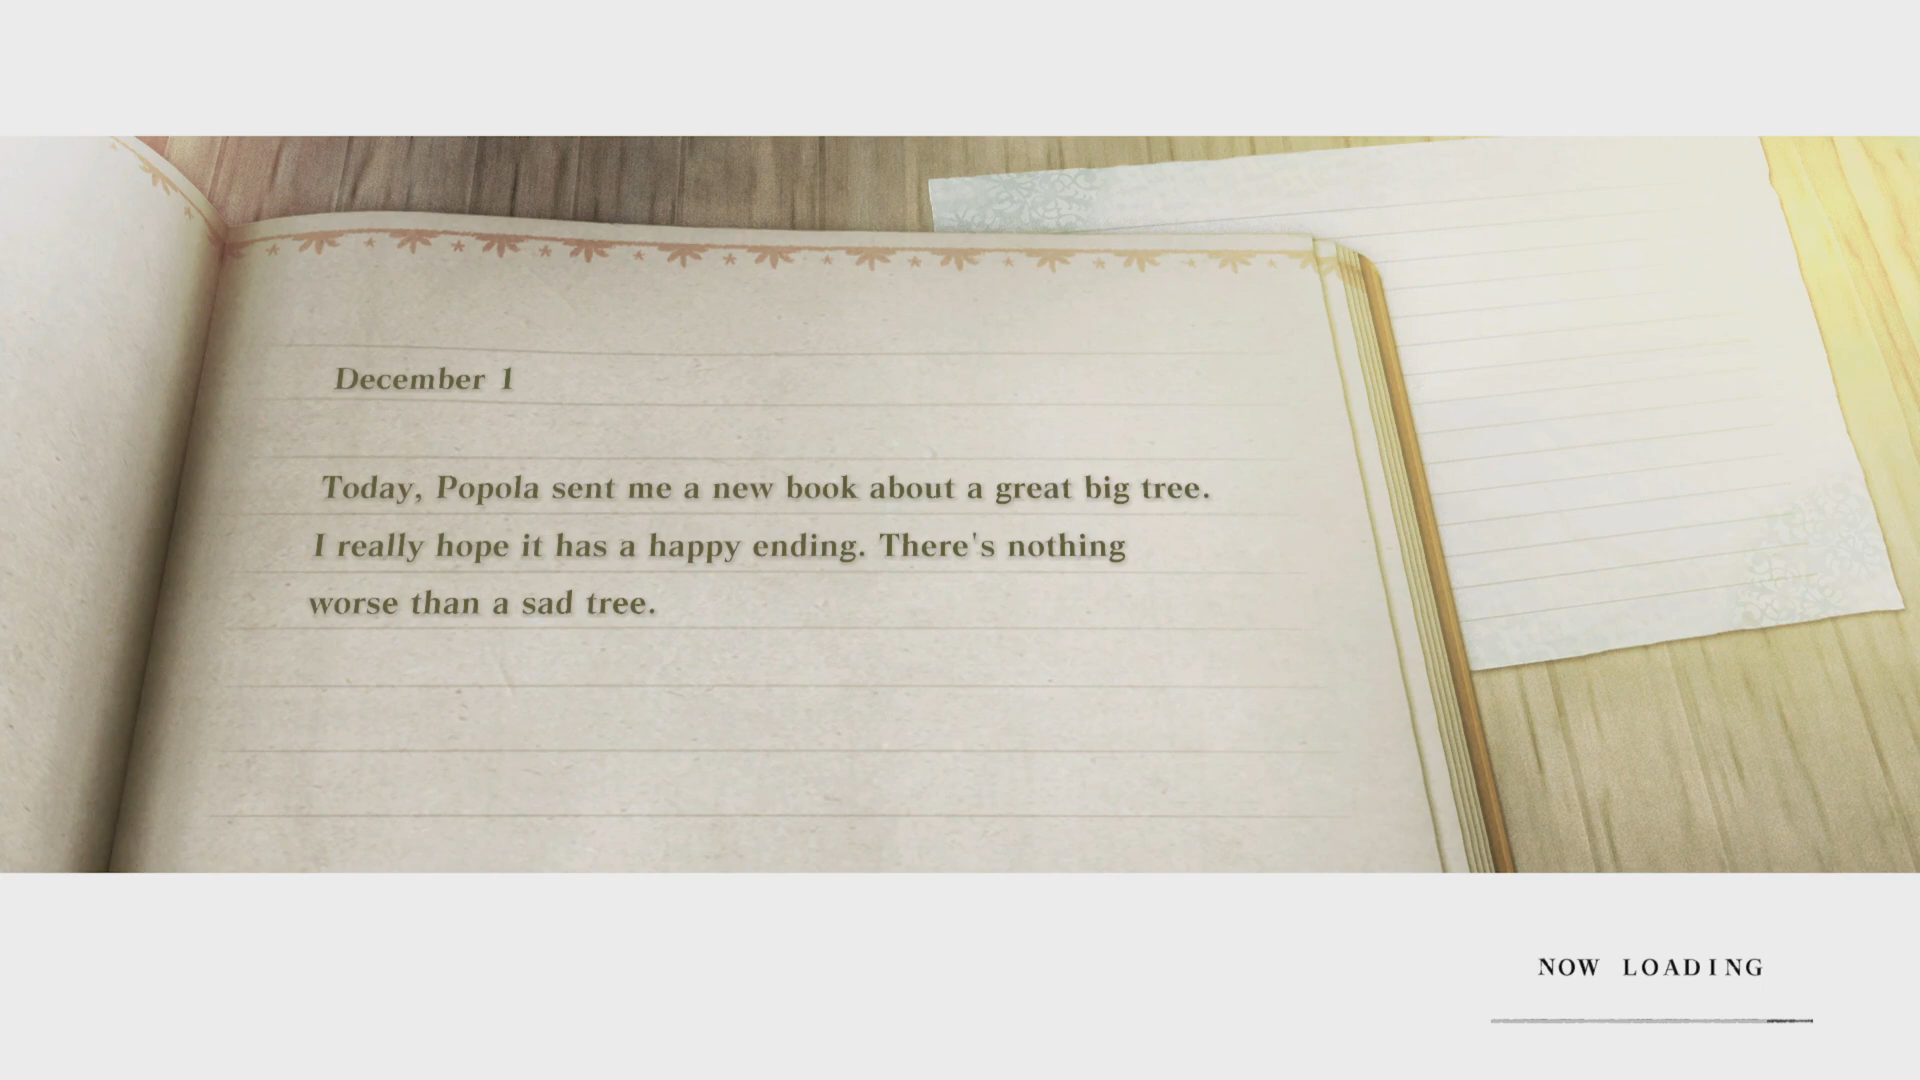 December 1
Today, Popola sent me a new book about a great big tree.
I really hope it has a happy ending. There's nothing
worse than a sad tree.
NOW LOADING